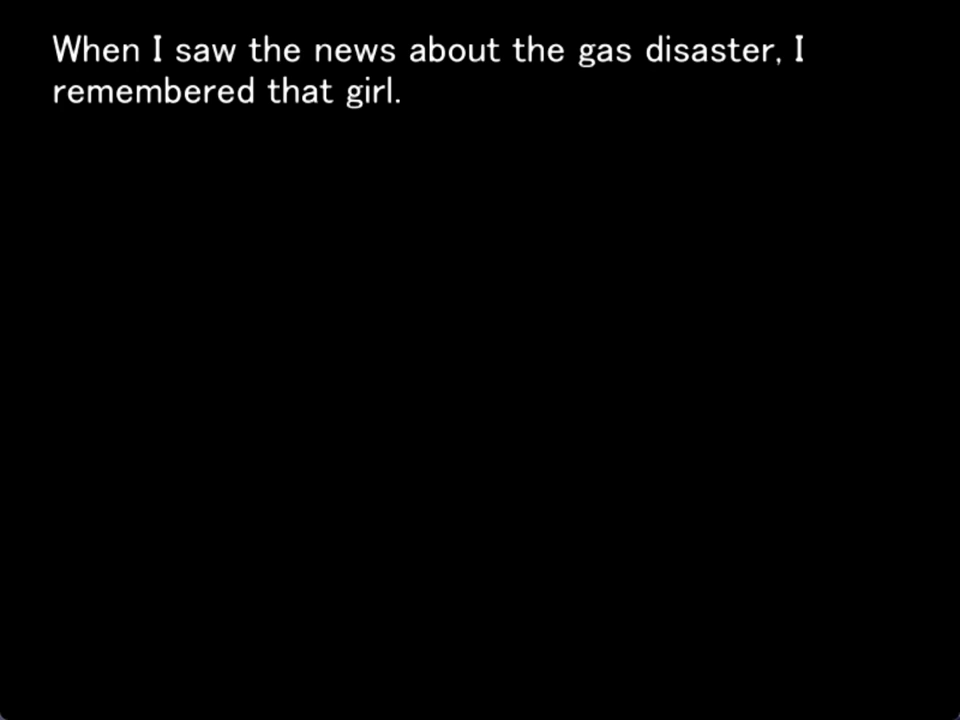 When I saw the news about the gas disaster, I
remembered that girl.